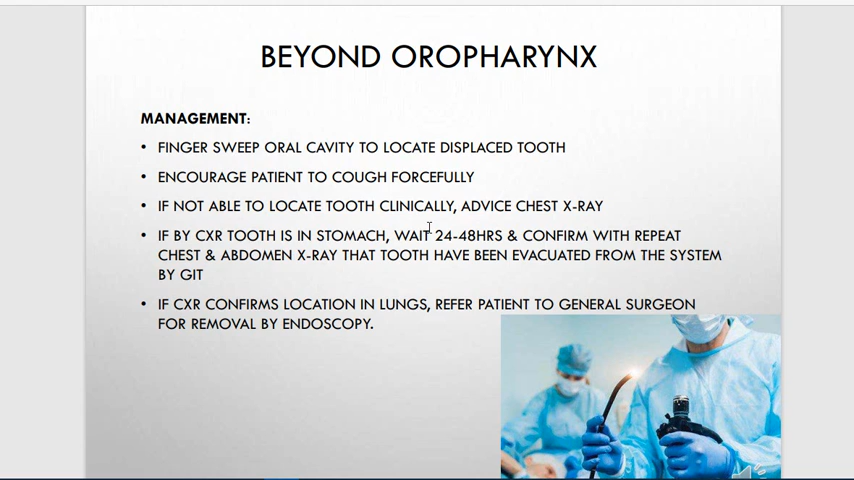 BEYOND OROPHARYNX
MANAGEMENT:
• FINGER SWEEP ORAL CAVITY TO LOCATE DISPLACED TOOTH
• ENCOURAGE PATIENT TO COUGH FORCEFULLY
• IF NOT ABLE TO LOCATE TOOTH CLINICALLY, ADVICE CHEST X-RAY
• IF BY CXR TOOTH IS IN STOMACH, WAIT 24-48HRS & CONFIRM WITH REPEAT
CHEST & ABDOMEN X-RAY THAT TOOTH HAVE BEEN EVACUATED FROM THE SYSTEM
BY GIT
• IF CXR CONFIRMS LOCATION IN LUNGS, REFER PATIENT TO GENERAL SURGEON
FOR REMOVAL BY ENDOSCOPY.